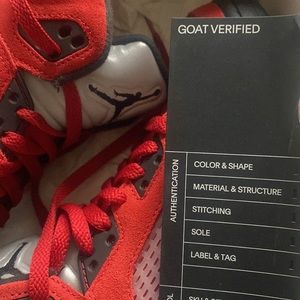 GOAT VERIFIED
AUTHENTICATION
COLOR & SHAPE
MATERIAL & STRUCTURE
STITCHING
SOLE
LABEL & TAG